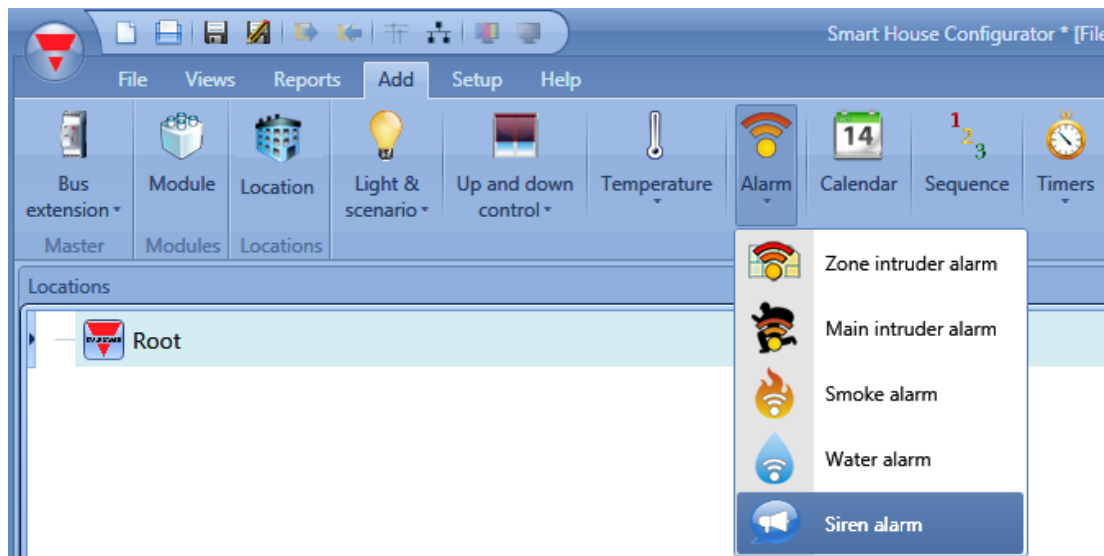 Smart House Configurator * [File
File Views Reports Add Setup Help
14
1 2 3
Bus extension
Module
Location
Light & scenario
Up and down control
Temperature
Alarm
Calendar
Sequence
Timers
Master
Modules
Locations
Locations
Root
Zone intruder alarm
Main intruder alarm
Smoke alarm
Water alarm
Siren alarm